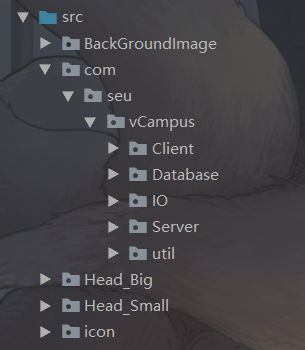 src
BackGroundImage
com
seu
vCampus
Client
Database
IO
Server
util
Head_Big
Head_Small
icon